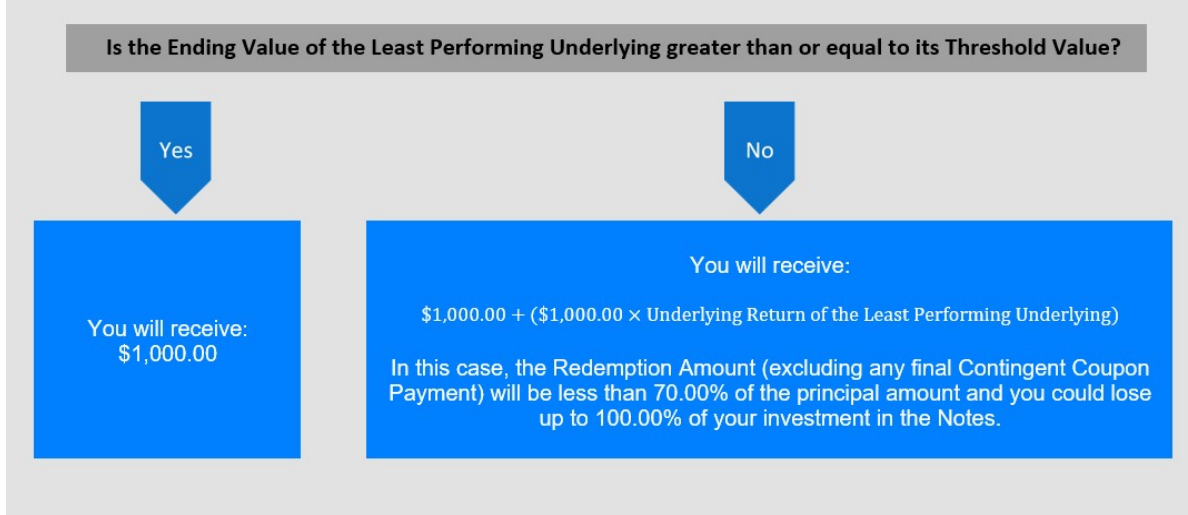 Is the Ending Value of the Least Performing Underlying greater than or equal to its Threshold Value?
Yes
No
You will receive:
$1,000.00
You will receive:
$1,000.00 + ($1,000.00 × Underlying Return of the Least Performing Underlying)
In this case, the Redemption Amount (excluding any final Contingent Coupon
Payment) will be less than 70.00% of the principal amount and you could lose
up to 100.00% of your investment in the Notes.